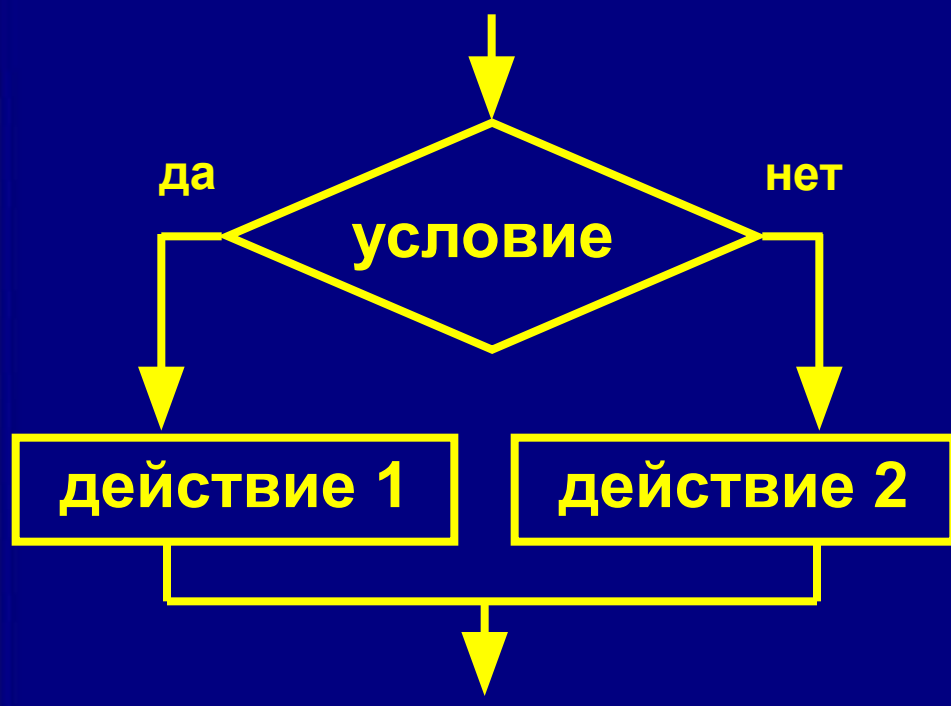 да
нет
условие
действие 1
действие 2